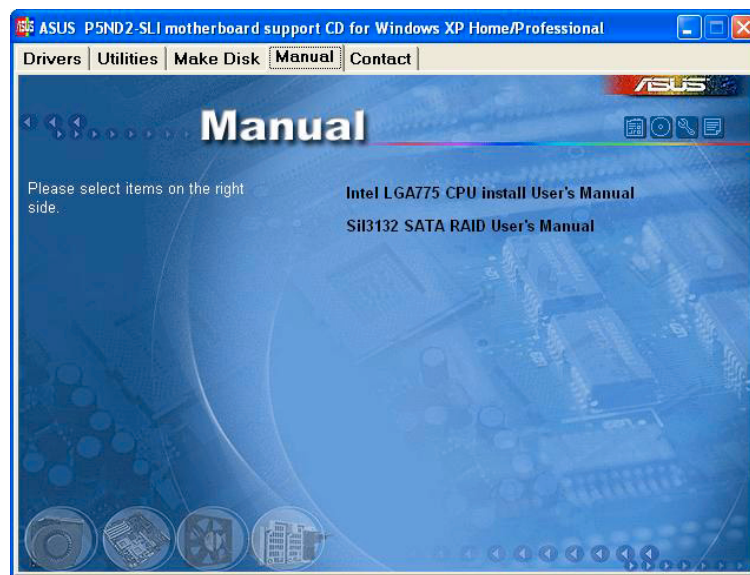 ASUS P5ND2-SLI motherboard support CD for Windows XP Home/Professional
Drivers Utilities Make Disk Manual Contact
ASUS
Manual
Please select items on the right
side.
Intel LGA775 CPU install User's Manual
Sil3132 SATA RAID User's Manual